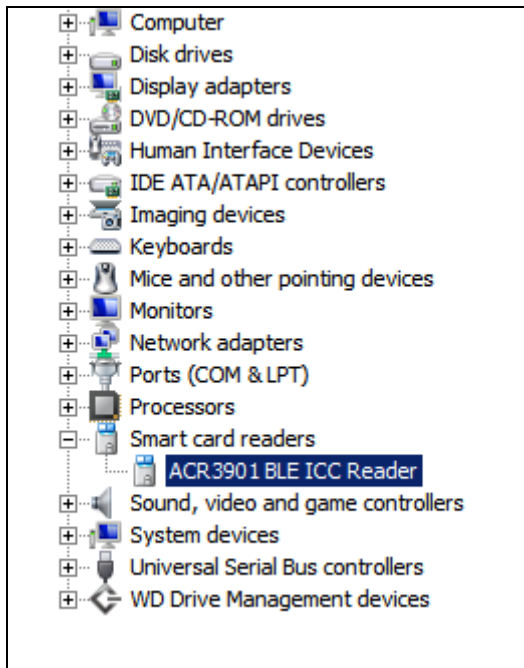 Computer
Disk drives
Display adapters
DVD/CD-ROM drives
Human Interface Devices
IDE ATA/ATAPI controllers
Imaging devices
Keyboards
Mice and other pointing devices
Monitors
Network adapters
Ports (COM & LPT)
Processors
Smart card readers
ACR3901 BLE ICC Reader
Sound, video and game controllers
System devices
Universal Serial Bus controllers
WD Drive Management devices